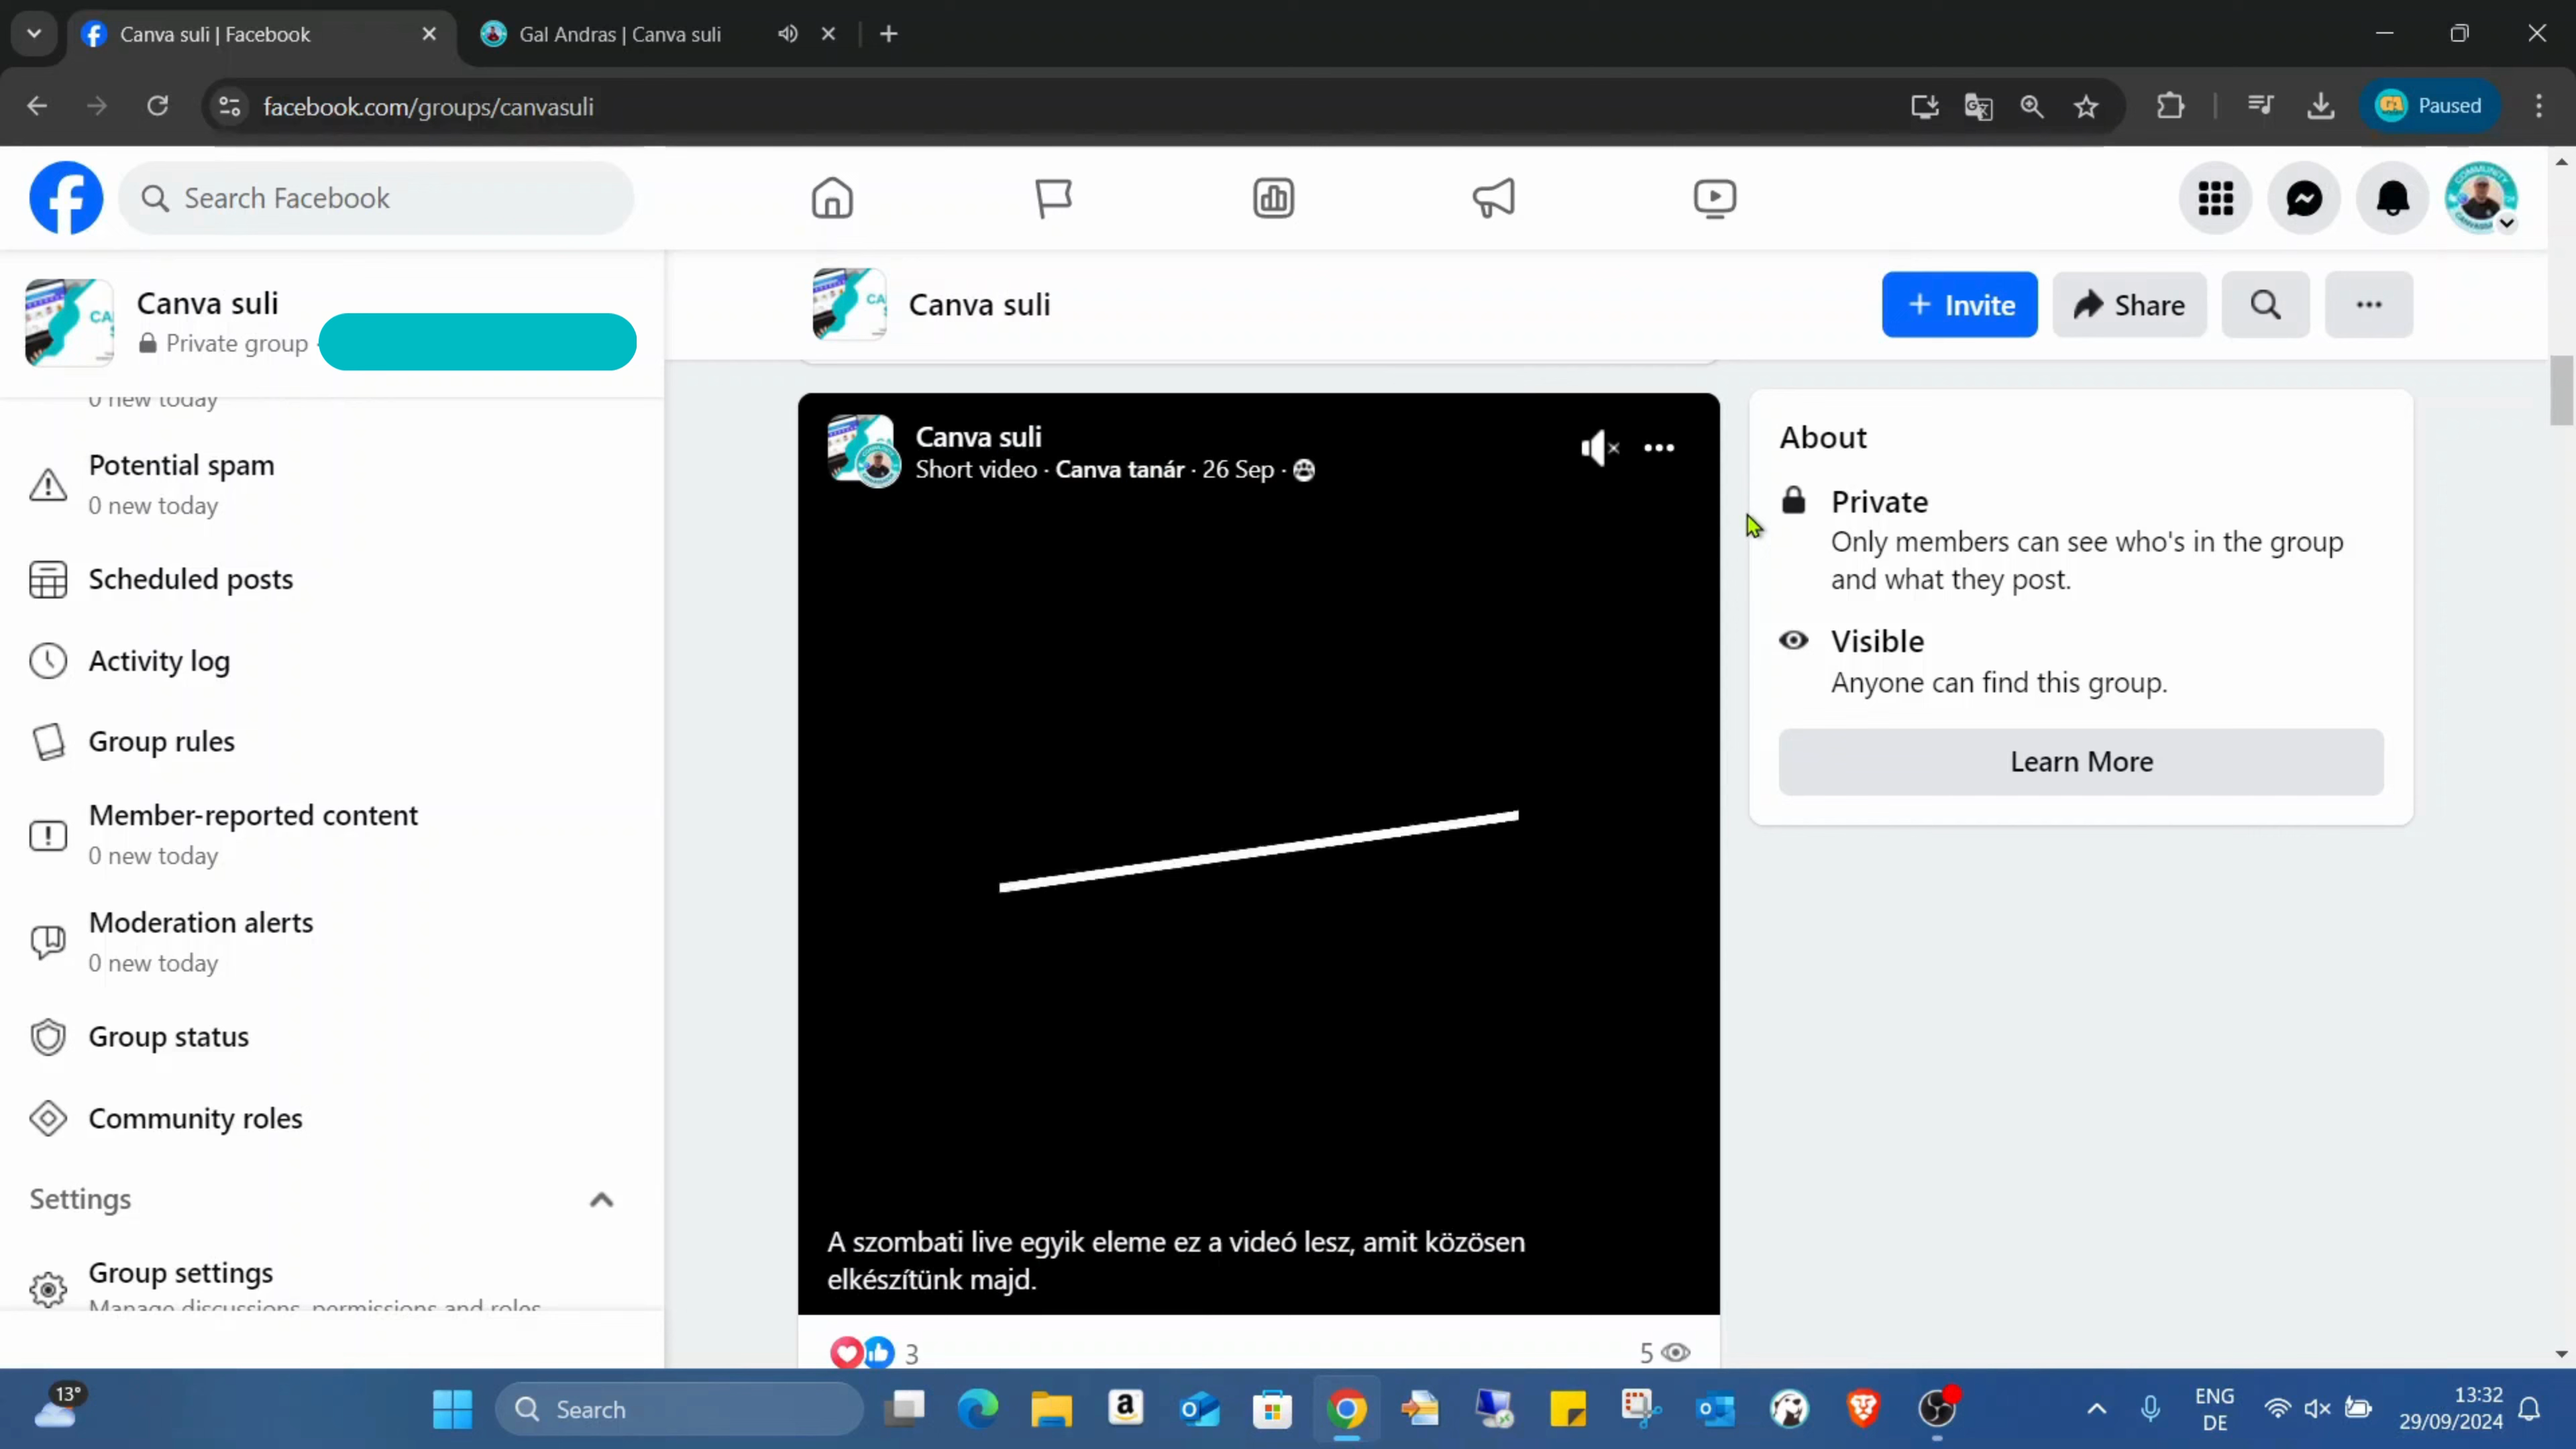 Canva suli | Facebook
Gal Andras | Canva suli
facebook.com/groups/canvasuli
Paused
Search Facebook
Canva suli
Private group
Canva suli
Invite
Share
0 new today
Potential spam
0 new today
Scheduled posts
Activity log
Group rules
Member-reported content
0 new today
Moderation alerts
0 new today
Group status
Community roles
Settings
Group settings
Manage discussions, permissions and roles
Canva suli
Short video · Canva tanár · 26 Sep ·
A szombati live egyik eleme ez a videó lesz, amit közösen
elkészítünk majd.
3
5
About
Private
Only members can see who's in the group
and what they post.
Visible
Anyone can find this group.
Learn More
13°
Search
ENG
DE
13:32
29/09/2024